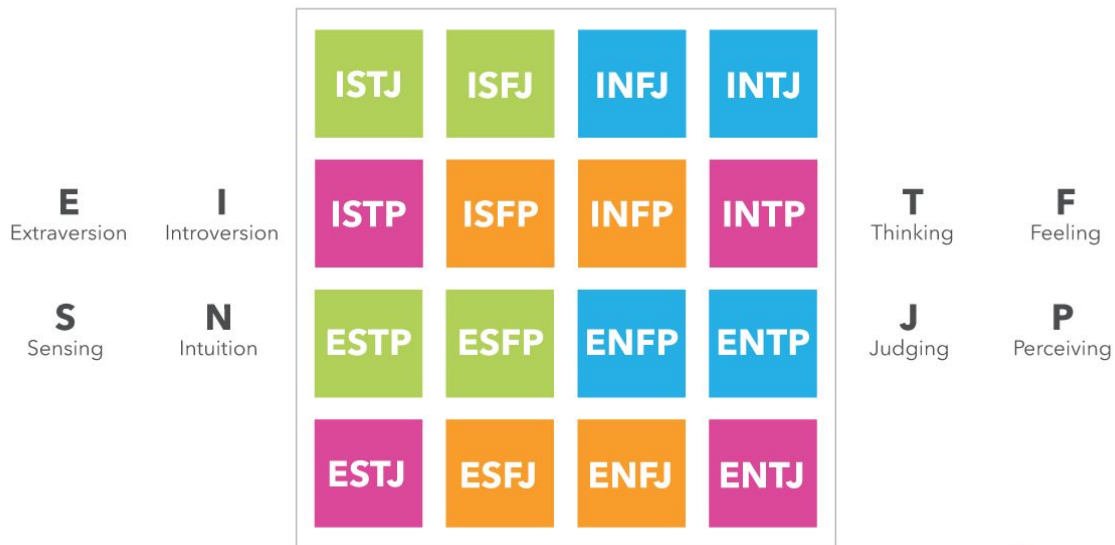 ISTJ ISFJ INFJ INTJ
E I
Extraversion Introversion
ISTP ISFP INFP INTP
T F
Thinking Feeling
S N
Sensing Intuition
ESTP ESFP ENFP ENTP
J P
Judging Perceiving
ESTJ ESFJ ENFJ ENTJ